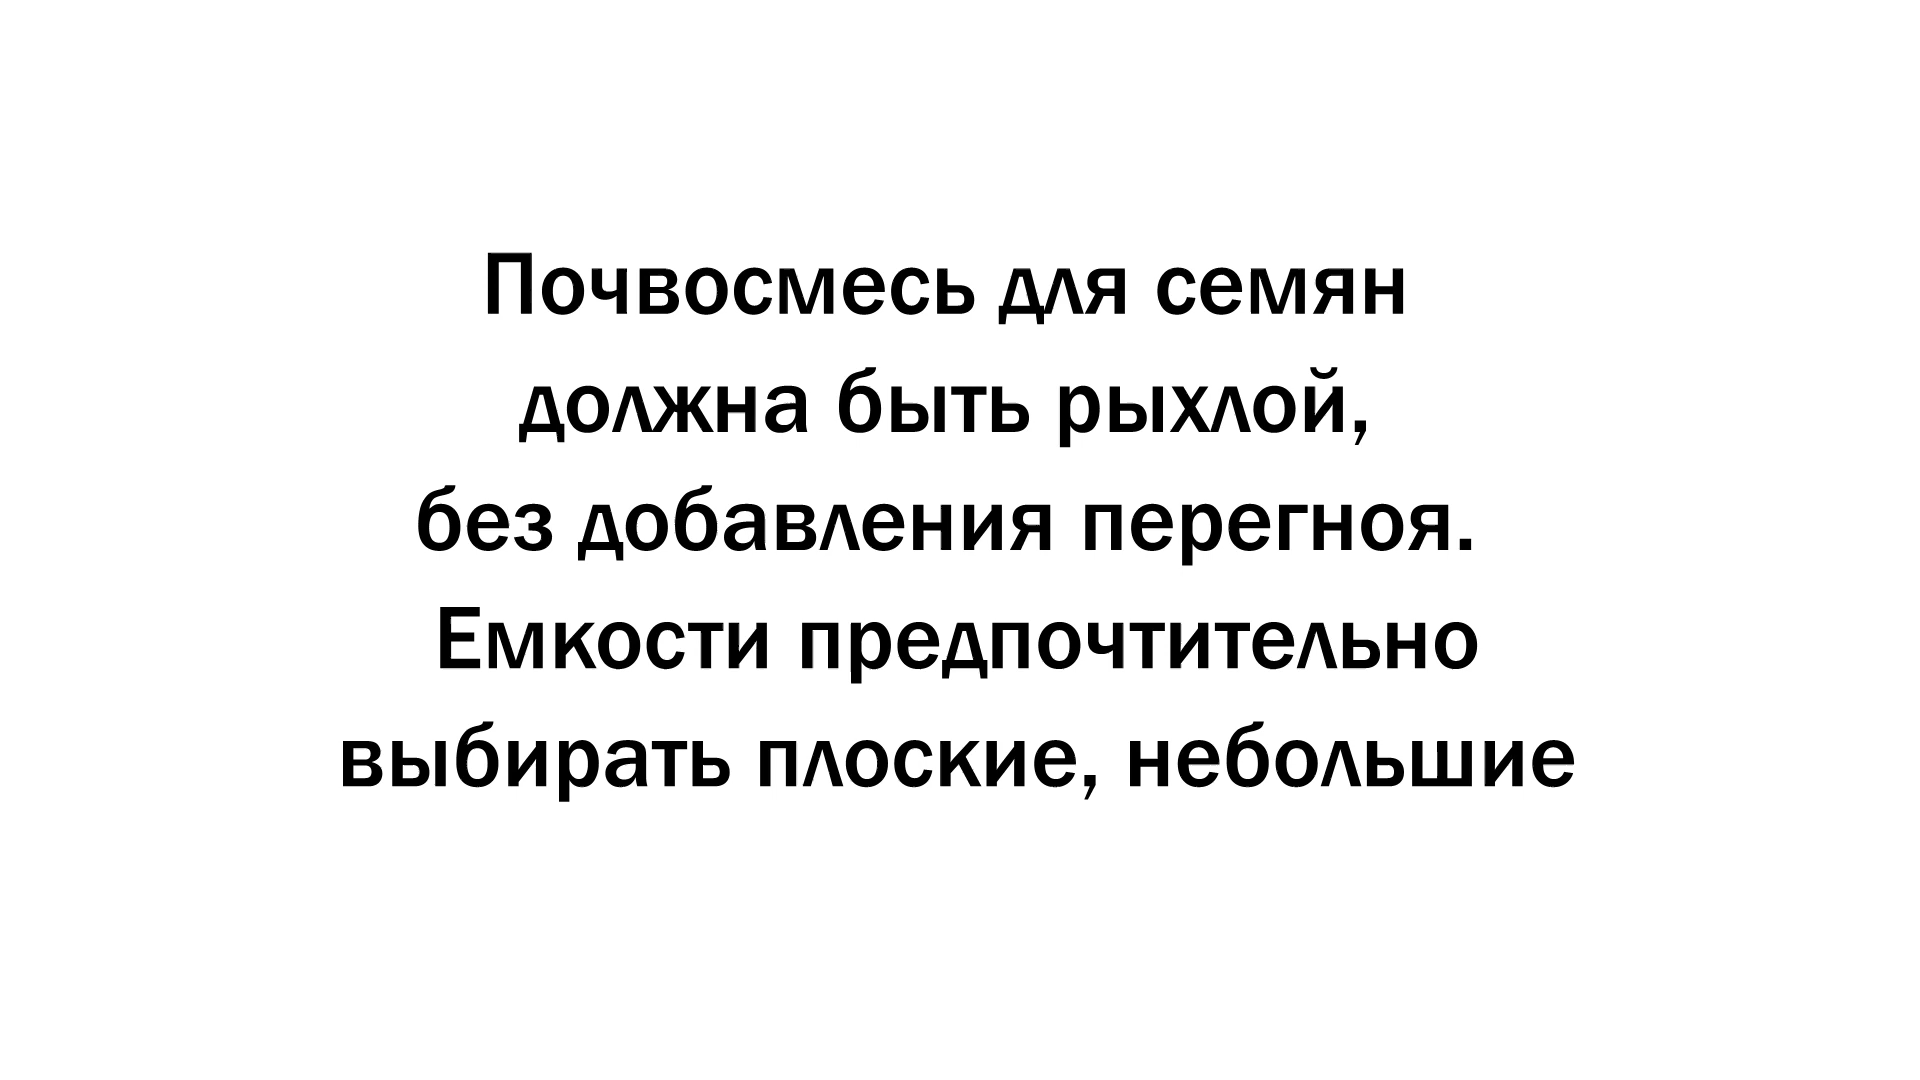 Почвосмесь для семян
должна быть рыхлой,
без добавления перегноя.
Емкости предпочтительно
выбирать плоские, небольшие